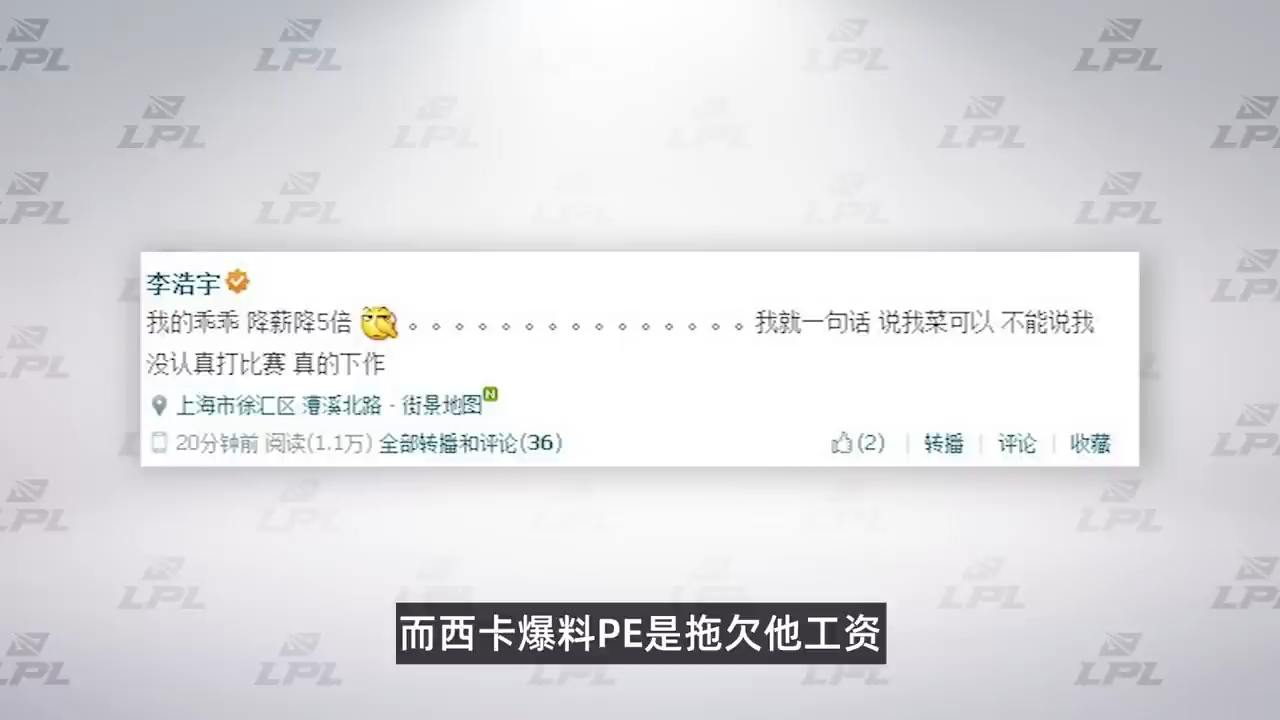 李浩宇
我的乖乖 降薪降5倍 。。。。。。。。。。。。。。。我就一句话 说我菜可以 不能说我
没认真打比赛 真的下作
上海市徐汇区 漕溪北路 - 街景地图 N
20分钟前 阅读(1.1万) 全部转播和评论(36) (2) | 转播 | 评论 | 收藏
而西卡爆料PE是拖欠他工资
LPL